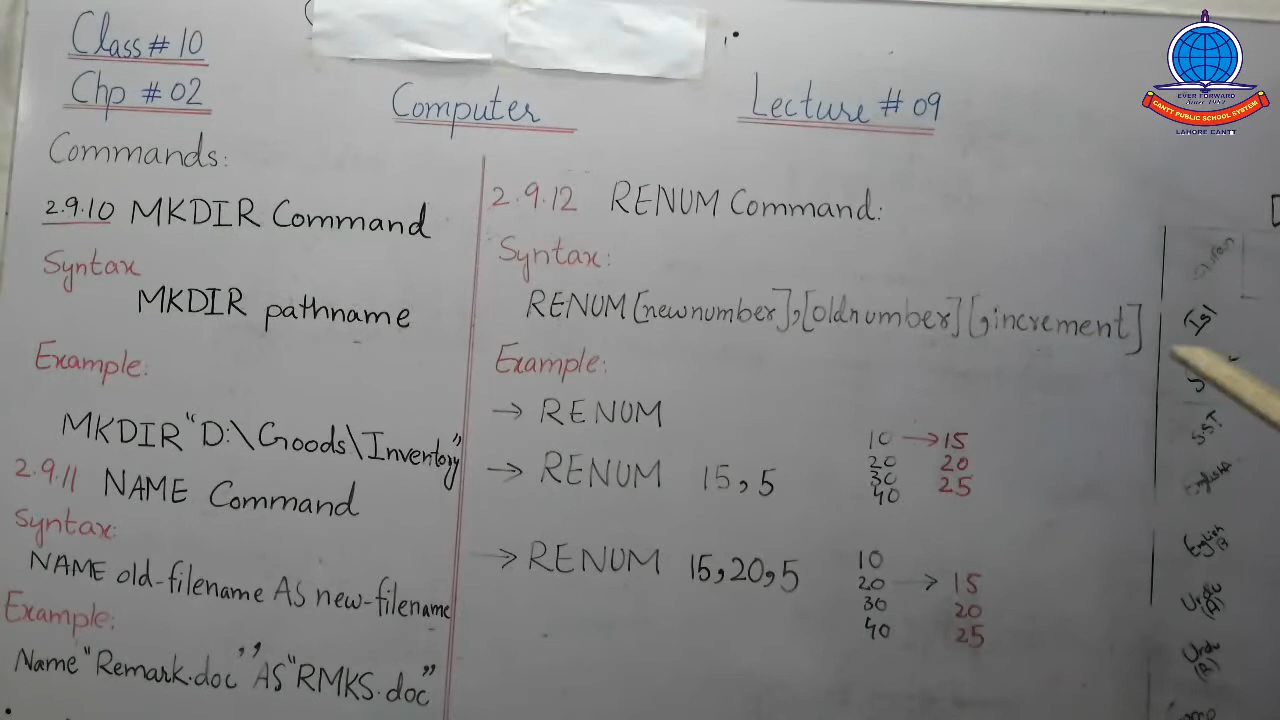 Class # 10
Chp # 02
Computer
Lecture # 09
Commands:
2.9.10 MKDIR Command
Syntax
MKDIR pathname
Example:
MKDIR "D:\Goods\Inventory"
2.9.11 NAME Command
Syntax:
NAME old-filename AS new-filename
Example:
Name "Remark.doc" AS "RMKS.doc"
2.9.12 RENUM Command:
Syntax:
RENUM [newnumber],[oldnumber][,increment]
Example:
→ RENUM
→ RENUM 15,5
10 → 15
20 20
30 25
40
→ RENUM 15,20,5
10
20 → 15
30 20
40 25
EVER FORWARD
CANTT PUBLIC SCHOOL SYSTEM
LAHORE CANTT
Isl
S.ST
English A
English B
Urdu (A)